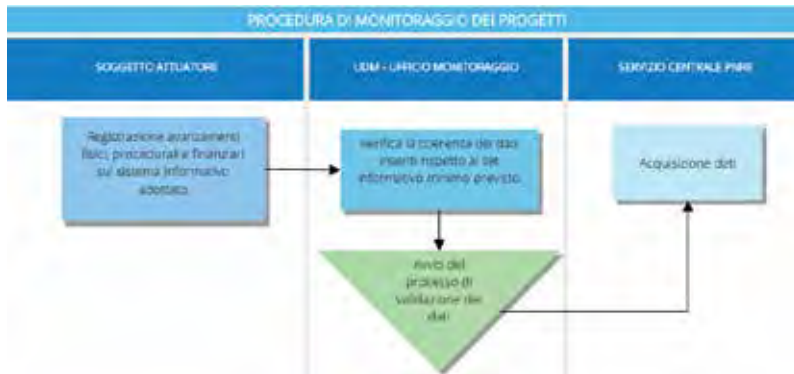 PROCEDURA DI MONITORAGGIO DEI PROGETTI
SOGGETTO ATTUATORE
UDM - UFFICIO MONITORAGGIO
SERVIZIO CENTRALE PNRR
Registrazione avanzamenti
fisici, procedurali e finanziari
sul sistema informativo
adottato.
Verifica la coerenza dei dati
inseriti rispetto al set
informativo minimo previsto.
Acquisizione dati
Avvio del
processo di
validazione dei
dati